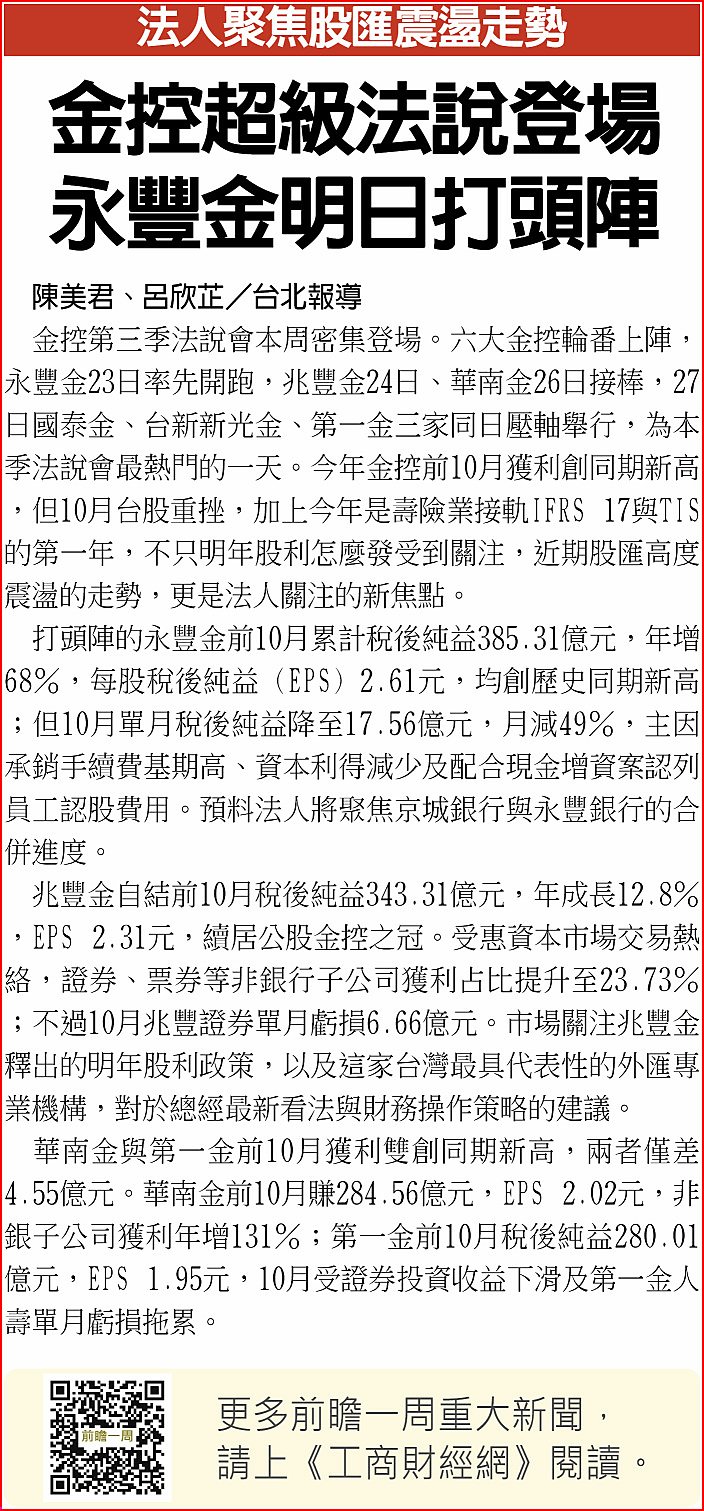 法人聚焦股匯震盪走勢
金控超級法說登場
永豐金明日打頭陣
陳美君、呂欣芷／台北報導
金控第三季法說會本周密集登場。六大金控輪番上陣，
永豐金23日率先開跑，兆豐金24日、華南金26日接棒，27
日國泰金、台新新光金、第一金三家同日壓軸舉行，為本
季法說會最熱門的一天。今年金控前10月獲利創同期新高
，但10月台股重挫，加上今年是壽險業接軌IFRS 17與TIS
的第一年，不只明年股利怎麼發受到關注，近期股匯高度
震盪的走勢，更是法人關注的新焦點。
打頭陣的永豐金前10月累計稅後純益385.31億元，年增
68%，每股稅後純益（EPS）2.61元，均創歷史同期新高
；但10月單月稅後純益降至17.56億元，月減49%，主因
承銷手續費基期高、資本利得減少及配合現金增資案認列
員工認股費用。預料法人將聚焦京城銀行與永豐銀行的合
併進度。
兆豐金自結前10月稅後純益343.31億元，年成長12.8%
，EPS 2.31元，續居公股金控之冠。受惠資本市場交易熱
絡，證券、票券等非銀行子公司獲利占比提升至23.73%
；不過10月兆豐證券單月虧損6.66億元。市場關注兆豐金
釋出的明年股利政策，以及這家台灣最具代表性的外匯專
業機構，對於總經最新看法與財務操作策略的建議。
華南金與第一金前10月獲利雙創同期新高，兩者僅差
4.55億元。華南金前10月賺284.56億元，EPS 2.02元，非
銀子公司獲利年增131%；第一金前10月稅後純益280.01
億元，EPS 1.95元，10月受證券投資收益下滑及第一金人
壽單月虧損拖累。
前瞻一周
更多前瞻一周重大新聞，
請上《工商財經網》閱讀。